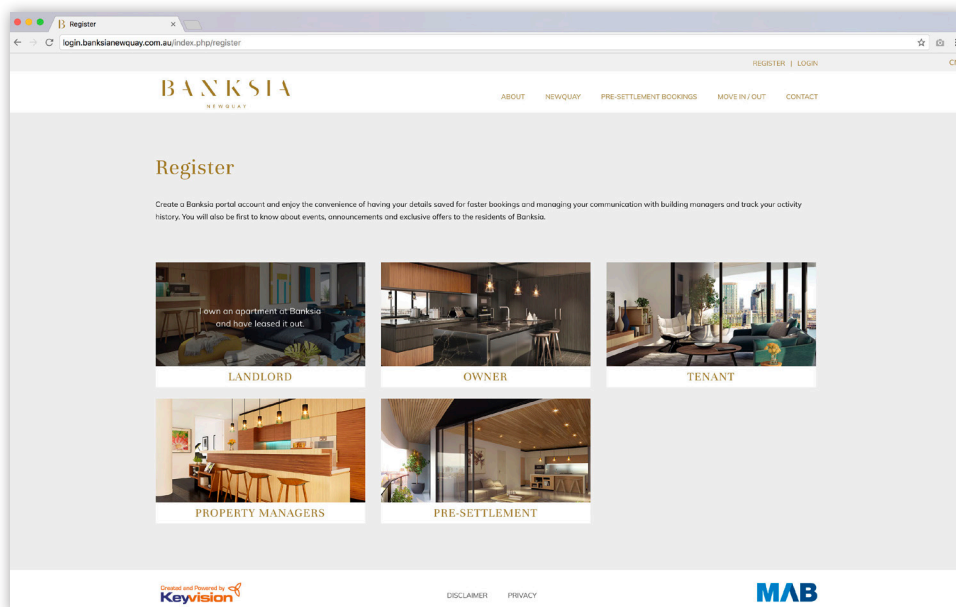 B Register ×
login.banksianewquay.com.au/index.php/register
REGISTER | LOGIN
BANKSIA
NEWQUAY
ABOUT NEWQUAY PRE-SETTLEMENT BOOKINGS MOVE IN / OUT CONTACT
Register
Create a Banksia portal account and enjoy the convenience of having your details saved for faster bookings and managing your communication with building managers and track your activity
history. You will also be first to know about events, announcements and exclusive offers to the residents of Banksia.
I own an apartment at Banksia
and have leased it out.
LANDLORD OWNER TENANT
PROPERTY MANAGERS PRE-SETTLEMENT
Created and Powered by
Keyvision
DISCLAIMER PRIVACY
MAB